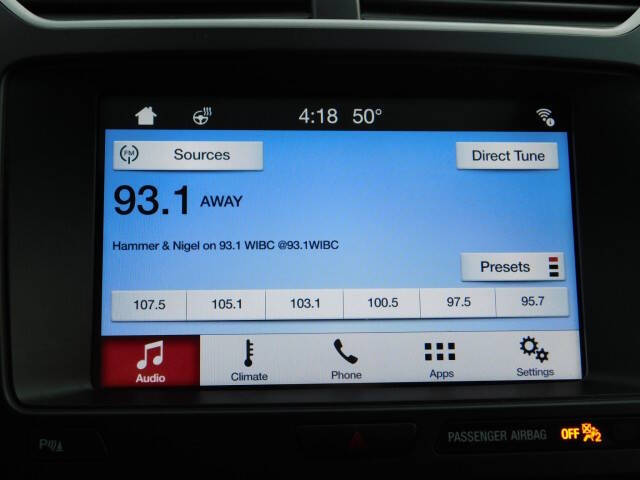 4:18 50°
FM Sources
Direct Tune
93.1 AWAY
Hammer & Nigel on 93.1 WIBC @93.1WIBC
Presets
107.5 105.1 103.1 100.5 97.5 95.7
Audio Climate Phone Apps Settings
P PASSENGER AIRBAG OFF 2